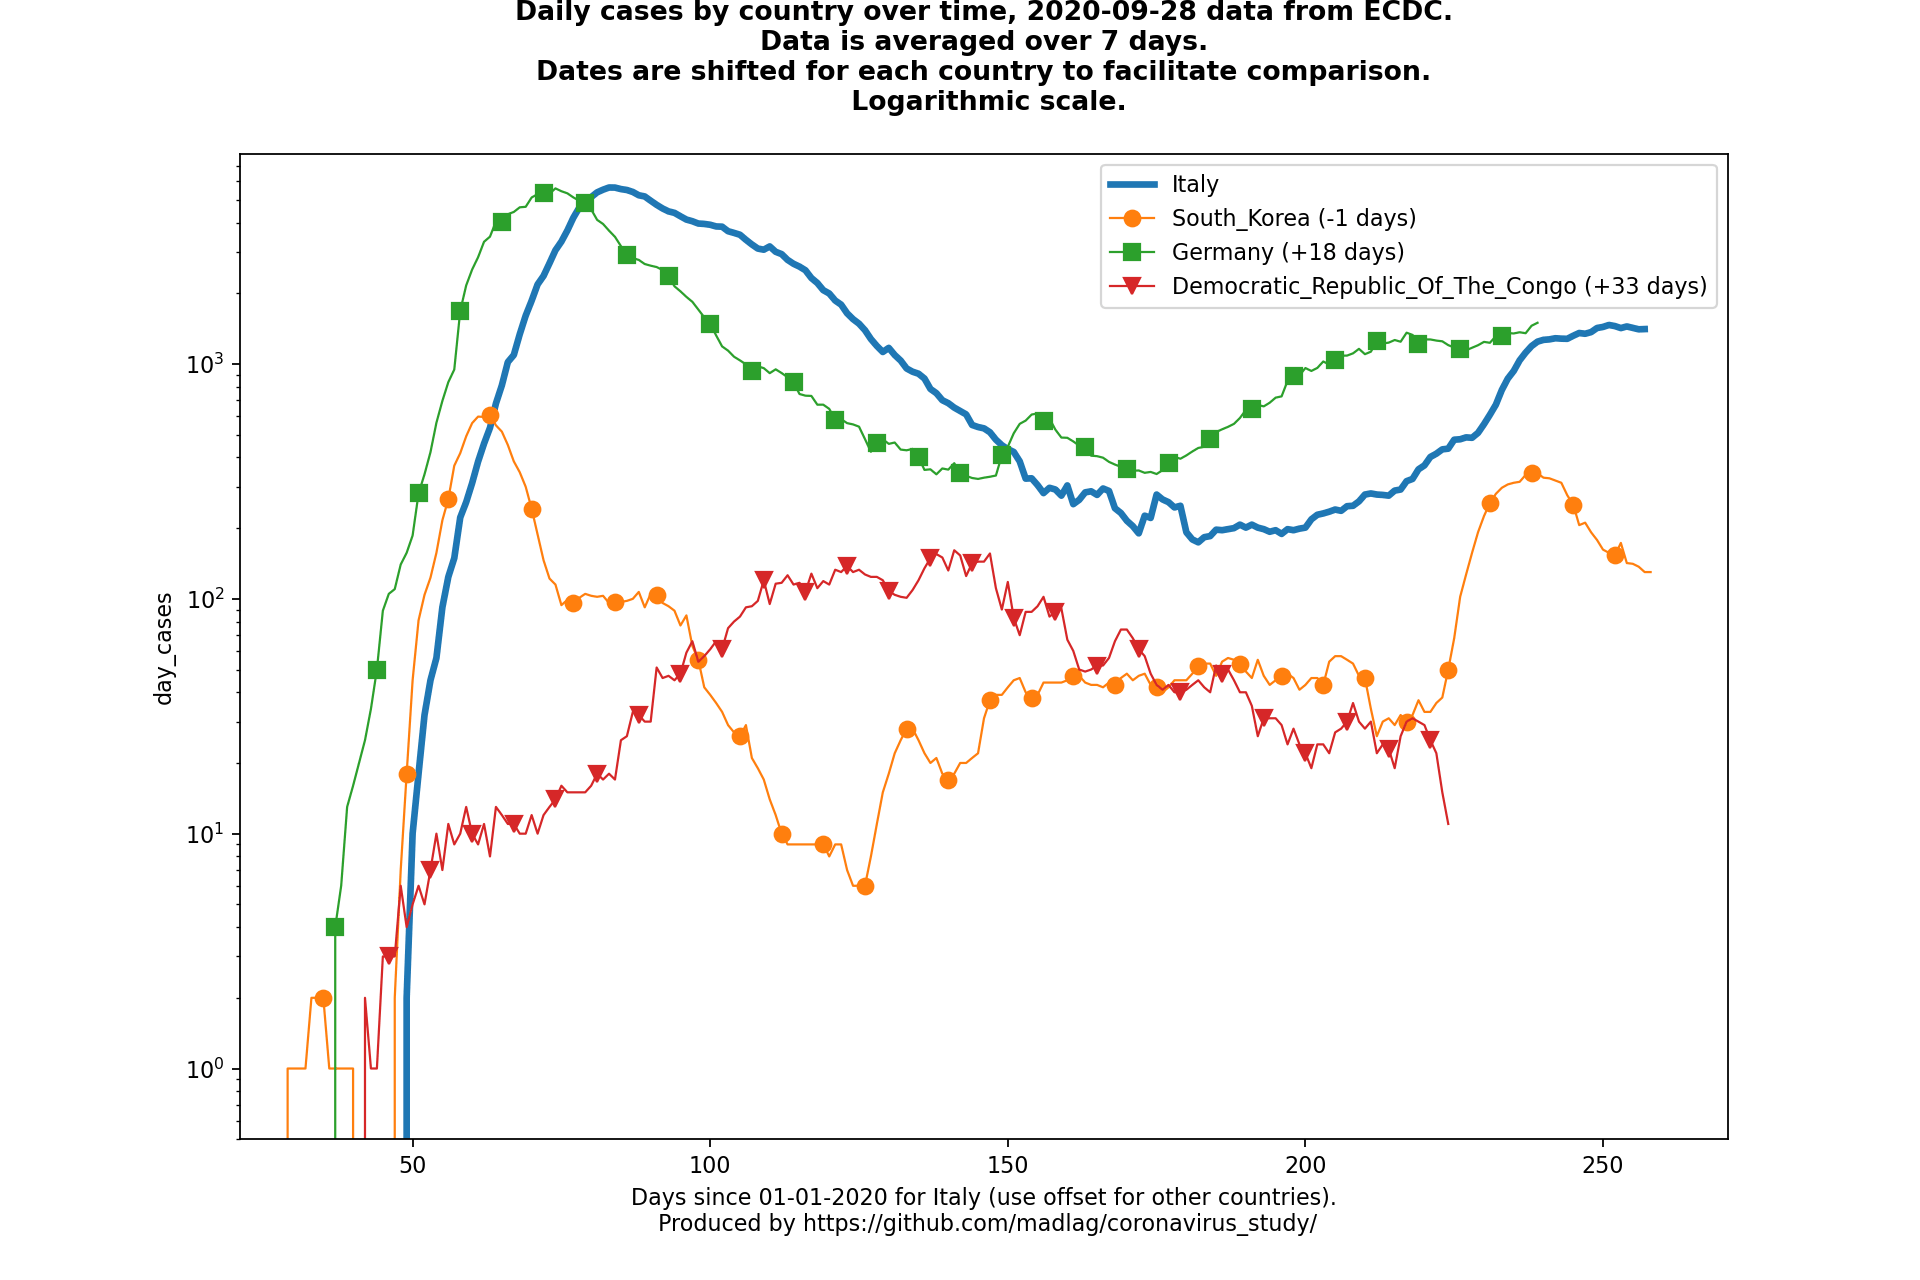 Daily cases by country over time, 2020-09-28 data from ECDC.
Data is averaged over 7 days.
Dates are shifted for each country to facilitate comparison.
Logarithmic scale.
Italy
South_Korea (-1 days)
Germany (+18 days)
Democratic_Republic_Of_The_Congo (+33 days)
10³
10²
10¹
10⁰
day_cases
50 100 150 200 250
Days since 01-01-2020 for Italy (use offset for other countries).
Produced by https://github.com/madlag/coronavirus_study/